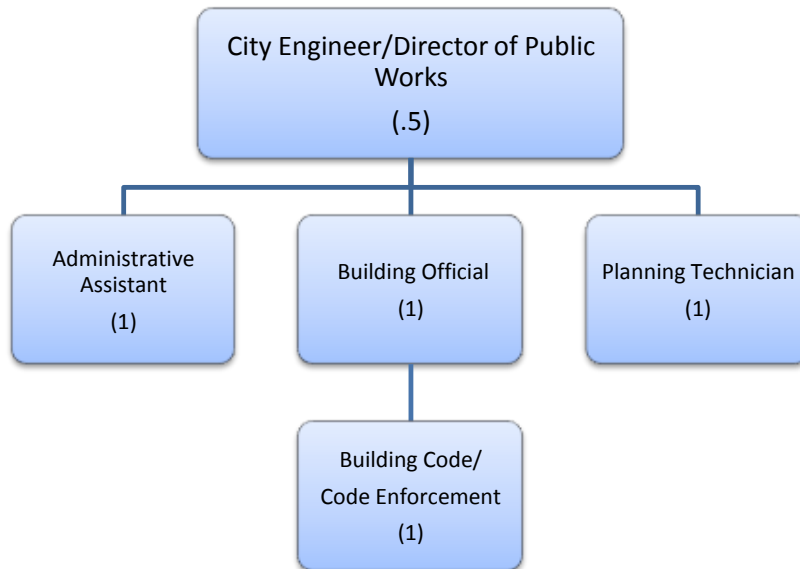 City Engineer/Director of Public
Works
(.5)
Administrative
Assistant
(1)
Building Official
(1)
Planning Technician
(1)
Building Code/
Code Enforcement
(1)